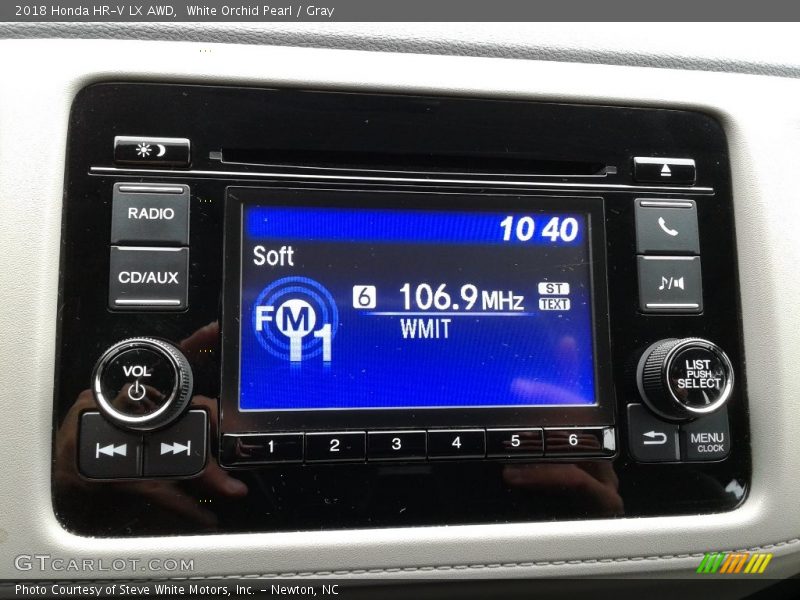 2018 Honda HR-V LX AWD, White Orchid Pearl / Gray
RADIO
CD/AUX
VOL
10 40
Soft
FM1
6 106.9 MHz ST
TEXT
WMIT
LIST
PUSH
SELECT
MENU
CLOCK
1 2 3 4 5 6
GTCARLOT.COM
Photo Courtesy of Steve White Motors, Inc. - Newton, NC